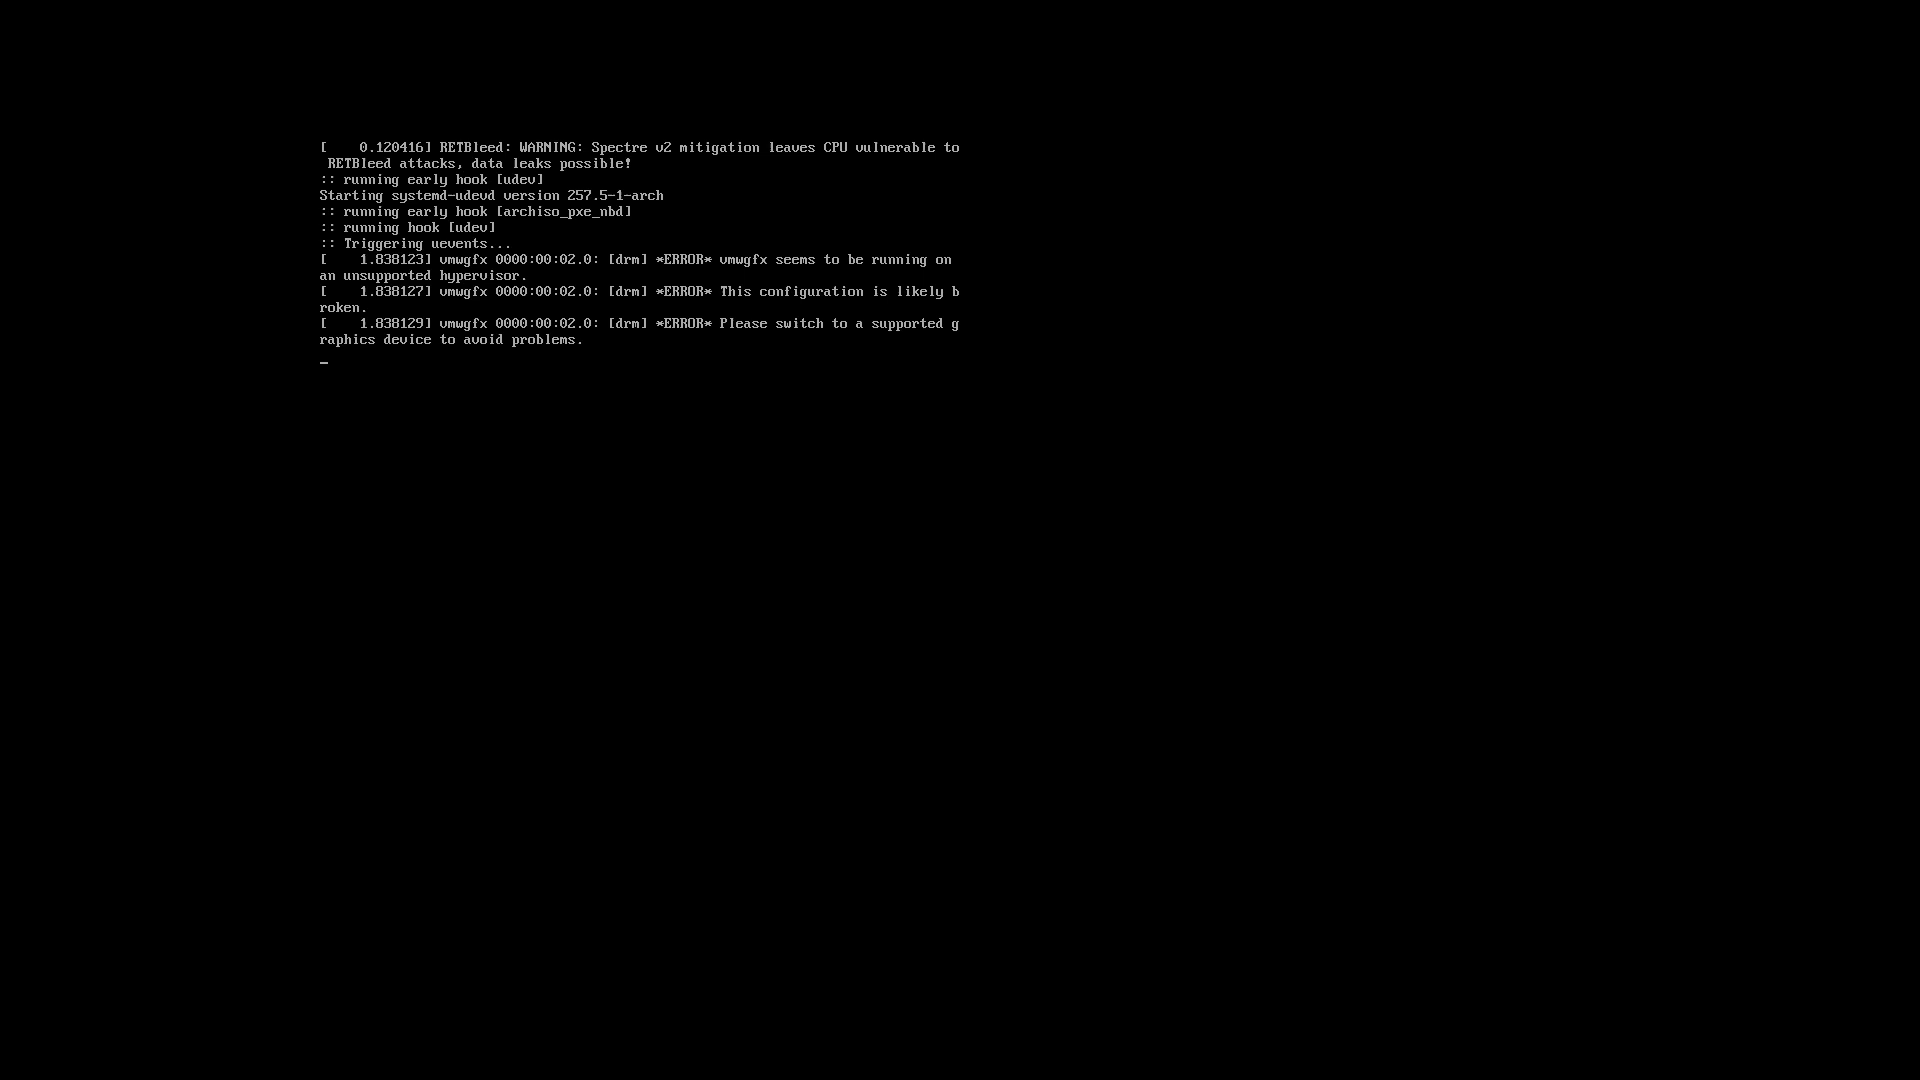 [    0.120416] RETBleed: WARNING: Spectre v2 mitigation leaves CPU vulnerable to
 RETBleed attacks, data leaks possible!
:: running early hook [udev]
Starting systemd-udevd version 257.5-1-arch
:: running early hook [archiso_pxe_nbd]
:: running hook [udev]
:: Triggering uevents...
[    1.838123] vmwgfx 0000:00:02.0: [drm] *ERROR* vmwgfx seems to be running on
an unsupported hypervisor.
[    1.838127] vmwgfx 0000:00:02.0: [drm] *ERROR* This configuration is likely b
roken.
[    1.838129] vmwgfx 0000:00:02.0: [drm] *ERROR* Please switch to a supported g
raphics device to avoid problems.
_